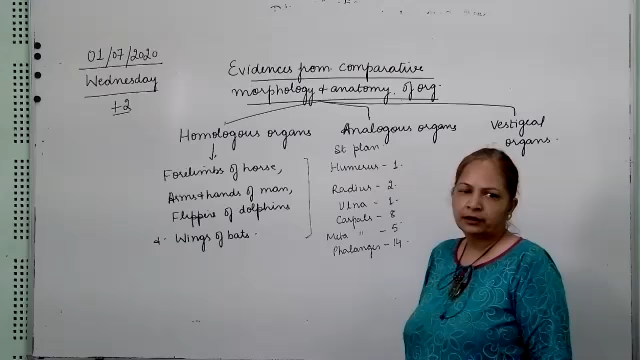 01/07/2020
Wednesday
+2
Evidences from comparative
morphology & anatomy of org.
Homologous organs
Analogous organs
Vestigeal
organs.
Forelimbs of horse,
Arms & hands of man,
Flippers of dolphins
&. Wings of bats.
St plan
Humerus - 1.
Radius - 2.
Ulna - 1.
Carpals - 8
Meta " - 5.
Phalanges - 14.